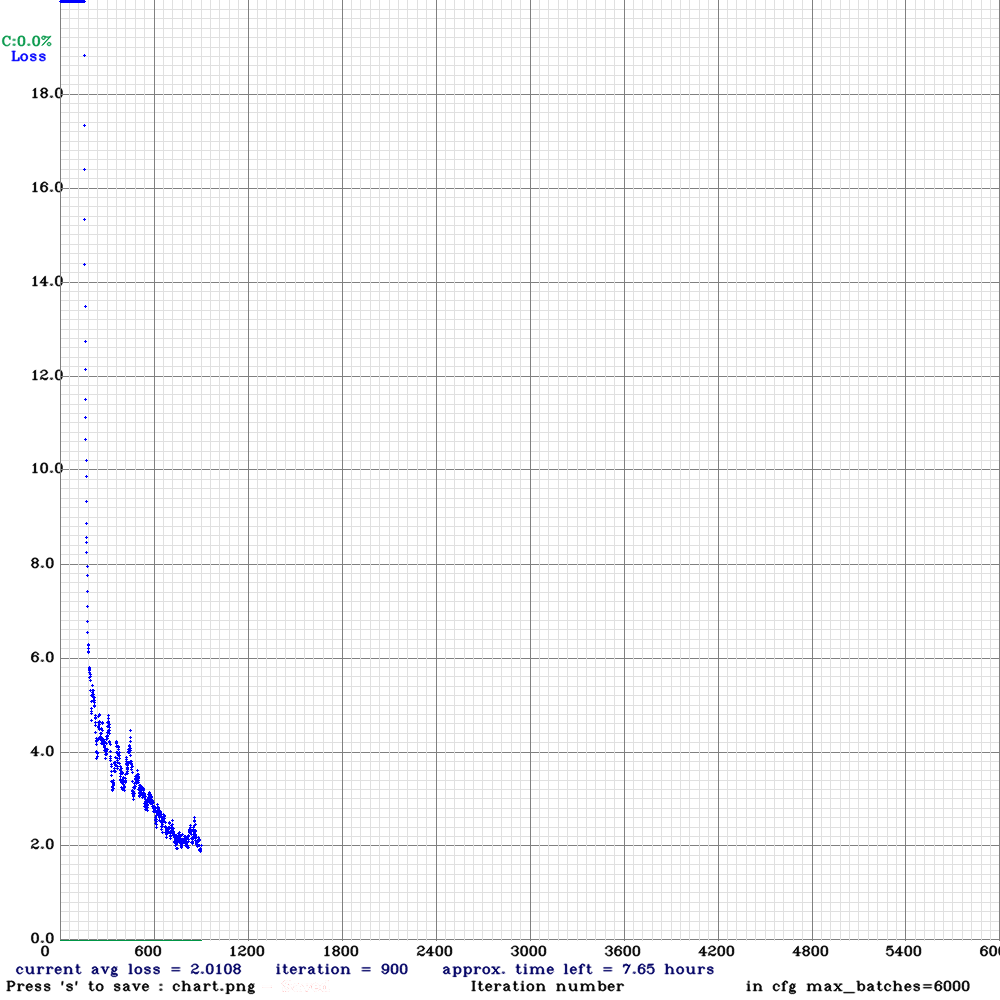 C:0.0%
Loss
18.0
16.0
14.0
12.0
10.0
8.0
6.0
4.0
2.0
0.0
0 600 1200 1800 2400 3000 3600 4200 4800 5400 600
current avg loss = 2.0108 iteration = 900 approx. time left = 7.65 hours
Press 's' to save : chart.png Iteration number in cfg max_batches=6000